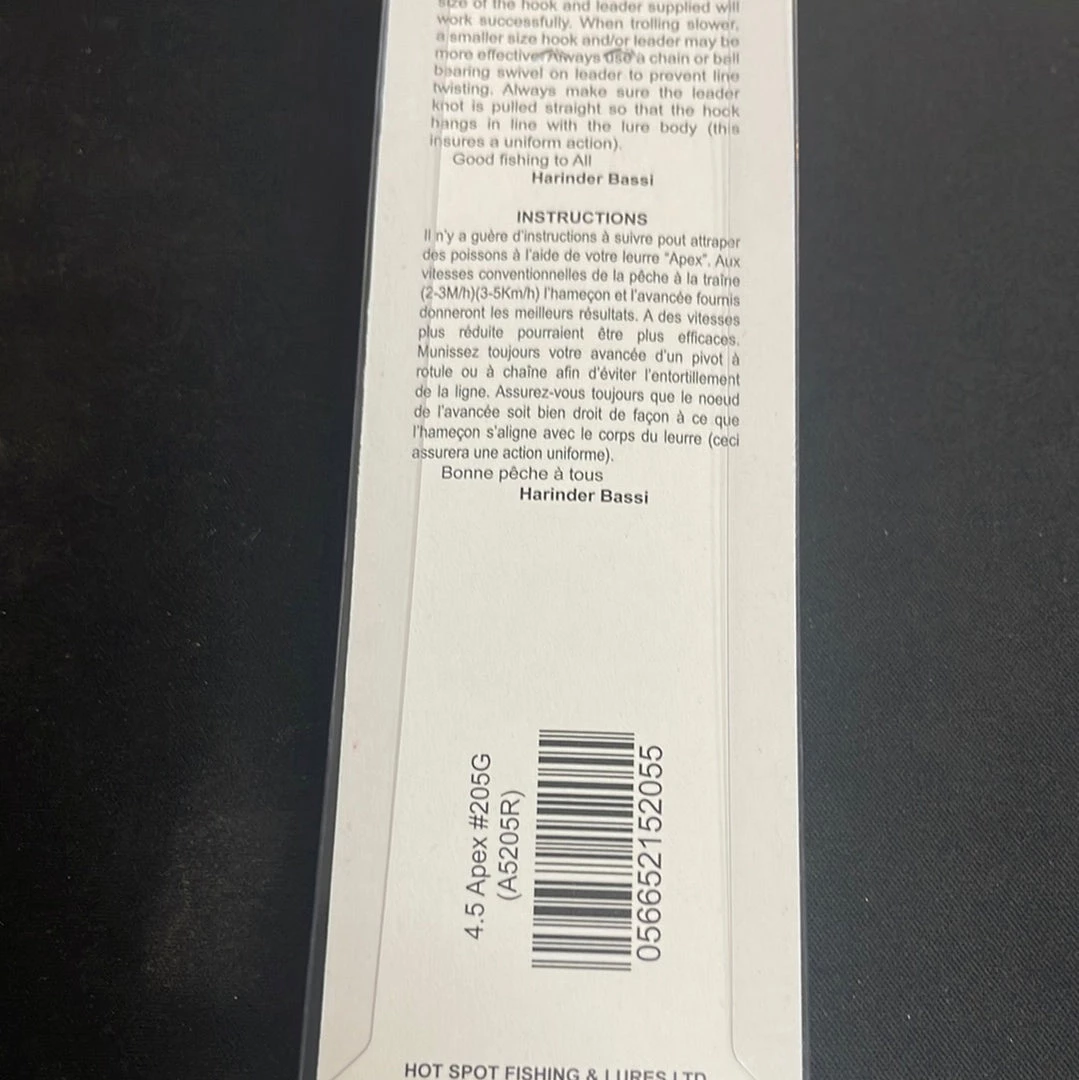 size of the hook and leader supplied will
work successfully. When trolling slower,
a smaller size hook and/or leader may be
more effective. Always use a chain or ball
bearing swivel on leader to prevent line
twisting. Always make sure the leader
knot is pulled straight so that the hook
hangs in line with the lure body (this
insures a uniform action).
Good fishing to All
Harinder Bassi
INSTRUCTIONS
Il n'y a guère d'instructions à suivre pout attraper
des poissons à l'aide de votre leurre "Apex". Aux
vitesses conventionnelles de la pêche à la traîne
(2-3M/h)(3-5Km/h) l'hameçon et l'avancée fournis
donneront les meilleurs résultats. A des vitesses
plus réduite pourraient être plus efficaces.
Munissez toujours votre avancée d'un pivot à
rotule ou à chaîne afin d'éviter l'entortillement
de la ligne. Assurez-vous toujours que le noeud
de l'avancée soit bien droit de façon à ce que
l'hameçon s'aligne avec le corps du leurre (ceci
assurera une action uniforme).
Bonne pêche à tous
Harinder Bassi
4.5 Apex #205G
(A5205R)
056652152055
HOT SPOT FISHING & LURES LTD